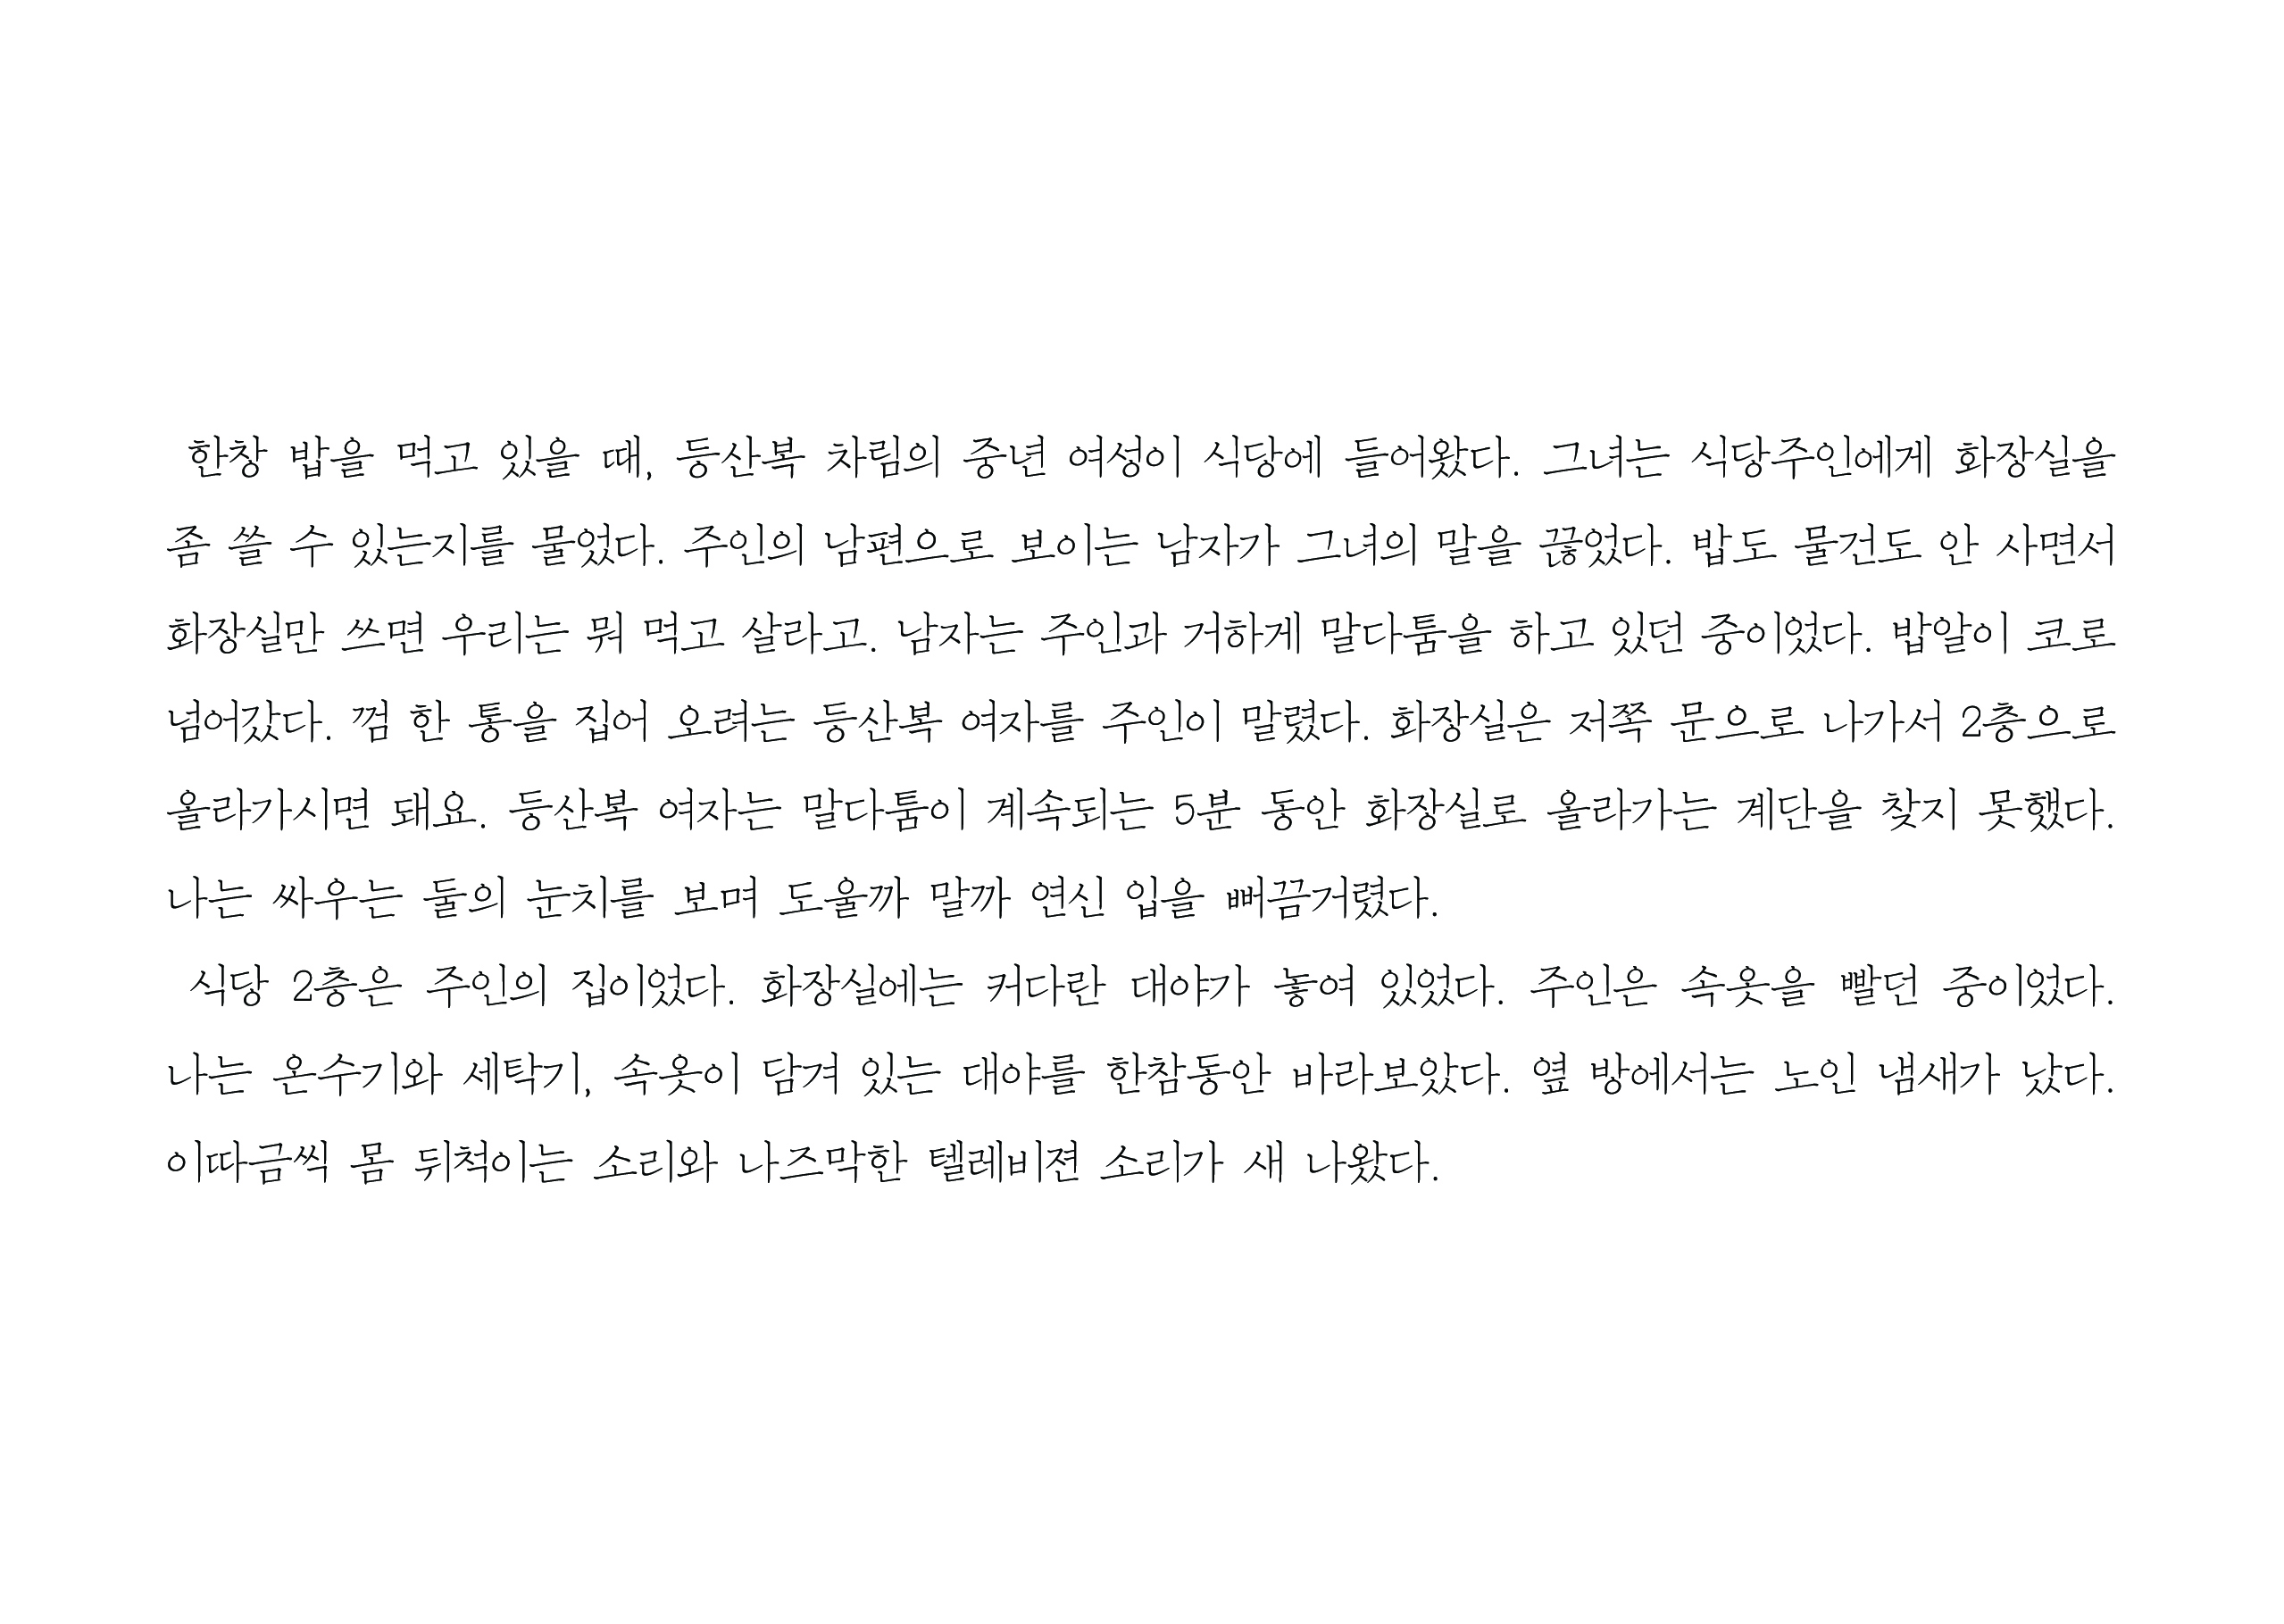 한창 밥을 먹고 있을 때, 등산복 차림의 중년 여성이 식당에 들어왔다. 그녀는 식당주인에게 화장실을
좀 쓸 수 있는지를 물었다. 주인의 남편으로 보이는 남자가 그녀의 말을 끊었다. 밥도 물건도 안 사면서
화장실만 쓰면 우리는 뭐 먹고 살라고. 남자는 주인과 거하게 말다툼을 하고 있던 중이었다. 밥알이 코로
넘어갔다. 껌 한 통을 집어 오려는 등산복 여자를 주인이 말렸다. 화장실은 저쪽 문으로 나가서 2층으로
올라가시면 돼요. 등산복 여자는 말다툼이 계속되는 5분 동안 화장실로 올라가는 계단을 찾지 못했다.
나는 싸우는 둘의 눈치를 보며 도울까 말까 연신 입을 뻐끔거렸다.
식당 2층은 주인의 집이었다. 화장실에는 커다란 대야가 놓여 있었다. 주인은 속옷을 빨던 중이었다.
나는 온수기와 세탁기, 속옷이 담겨 있는 대야를 한참동안 바라보았다. 옆 방에서는 노인 냄새가 났다.
이따금씩 몸 뒤척이는 소리와 나즈막한 텔레비젼 소리가 새 나왔다.